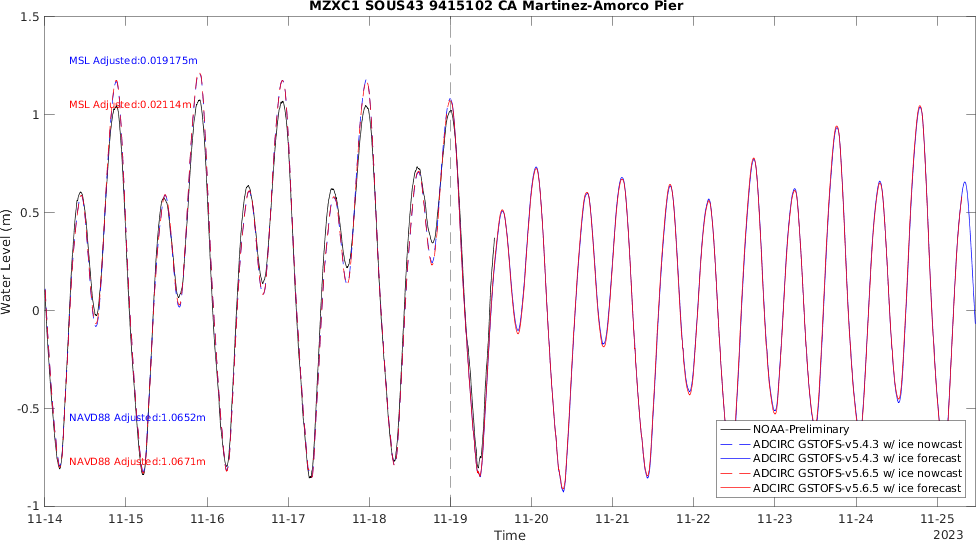 MZXC1 SOUS43 9415102 CA Martinez-Amorco Pier
1.5
MSL Adjusted:0.019175m
MSL Adjusted:0.02114m
1
0.5
Water Level (m)
0
-0.5
NAVD88 Adjusted:1.0652m
NAVD88 Adjusted:1.0671m
-1
NOAA-Preliminary
ADCIRC GSTOFS-v5.4.3 w/ ice nowcast
ADCIRC GSTOFS-v5.4.3 w/ ice forecast
ADCIRC GSTOFS-v5.6.5 w/ ice nowcast
ADCIRC GSTOFS-v5.6.5 w/ ice forecast
11-14 11-15 11-16 11-17 11-18 11-19 11-20 11-21 11-22 11-23 11-24 11-25
Time
2023